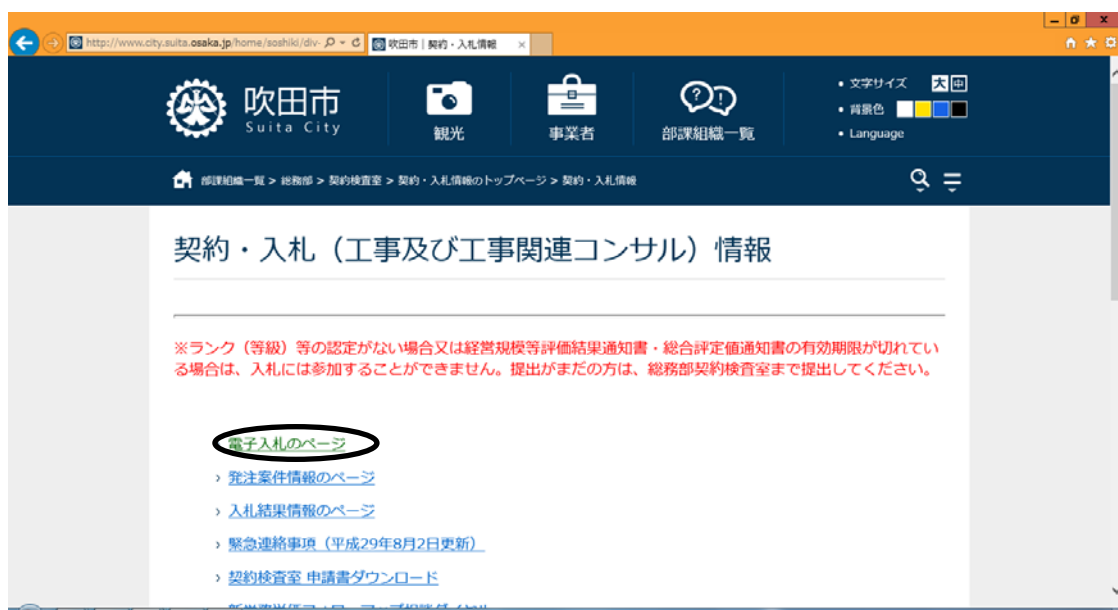 http://www.city.suita.osaka.jp/home/soshiki/div-
吹田市 | 契約・入札情報
吹田市
Suita City
観光
事業者
部課組織一覧
• 文字サイズ 大 中
• 背景色
• Language
部課組織一覧 > 総務部 > 契約検査室 > 契約・入札情報のトップページ > 契約・入札情報
契約・入札（工事及び工事関連コンサル）情報
※ランク（等級）等の認定がない場合又は経営規模等評価結果通知書・総合評定値通知書の有効期限が切れてい
る場合は、入札には参加することができません。提出がまだの方は、総務部契約検査室まで提出してください。
電子入札のページ
› 発注案件情報のページ
› 入札結果情報のページ
› 緊急連絡事項（平成29年8月2日更新）
› 契約検査室 申請書ダウンロード